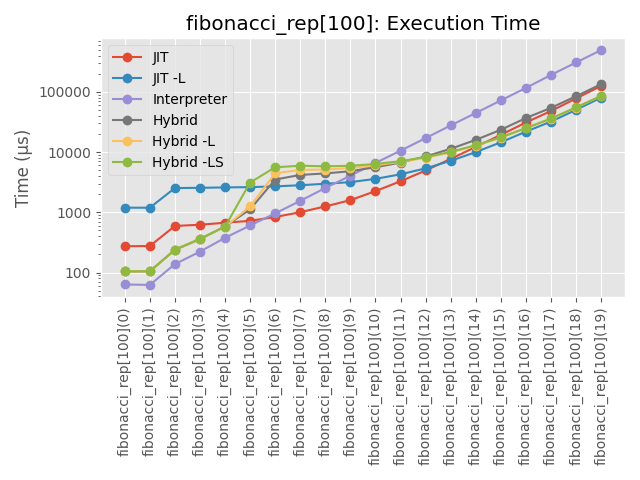 fibonacci_rep[100]: Execution Time
JIT
JIT -L
Interpreter
Hybrid
Hybrid -L
Hybrid -LS
Time (µs)
100000
10000
1000
100
fibonacci_rep[100](0)
fibonacci_rep[100](1)
fibonacci_rep[100](2)
fibonacci_rep[100](3)
fibonacci_rep[100](4)
fibonacci_rep[100](5)
fibonacci_rep[100](6)
fibonacci_rep[100](7)
fibonacci_rep[100](8)
fibonacci_rep[100](9)
fibonacci_rep[100](10)
fibonacci_rep[100](11)
fibonacci_rep[100](12)
fibonacci_rep[100](13)
fibonacci_rep[100](14)
fibonacci_rep[100](15)
fibonacci_rep[100](16)
fibonacci_rep[100](17)
fibonacci_rep[100](18)
fibonacci_rep[100](19)